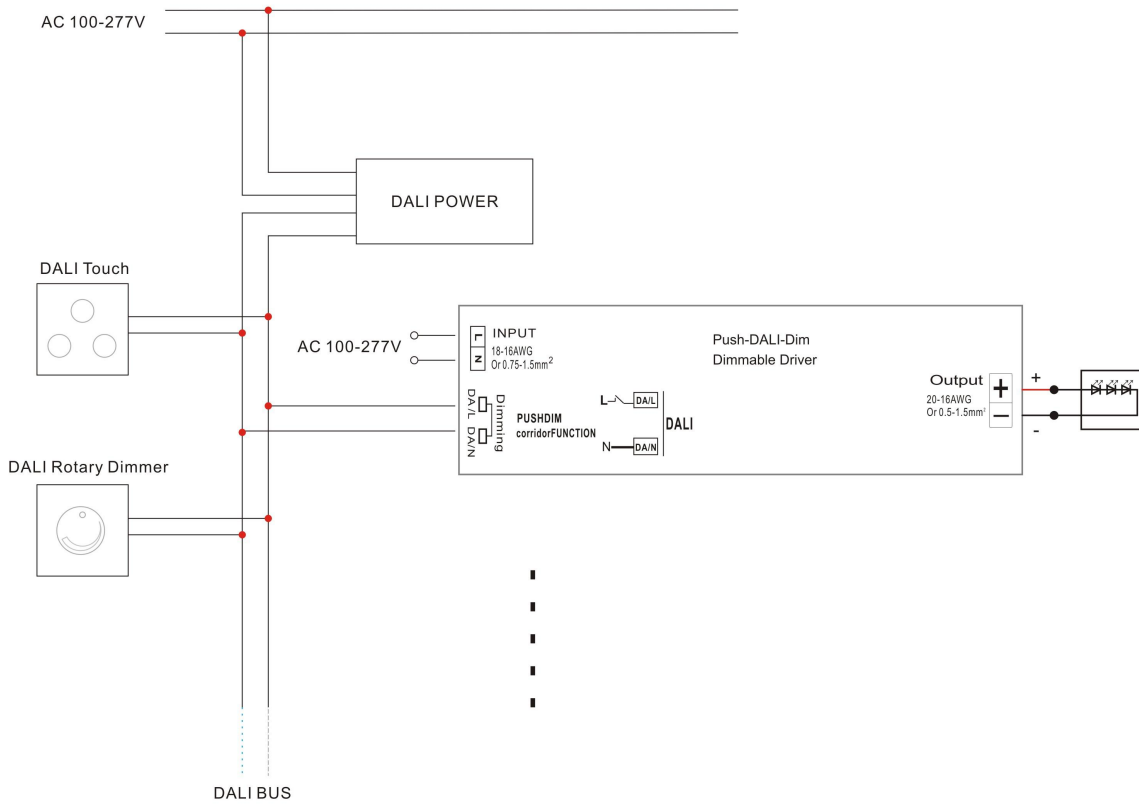 AC 100-277V
DALI POWER
DALI Touch
AC 100-277V
L
N
INPUT
18-16AWG
Or 0.75-1.5mm²
Push-DALI-Dim
Dimmable Driver
Output
20-16AWG
Or 0.5-1.5mm²
+
−
+
-
DA/L
DA/N
Dimming
PUSHDIM
corridorFUNCTION
L
DA/L
N
DA/N
DALI
DALI Rotary Dimmer
DALI BUS